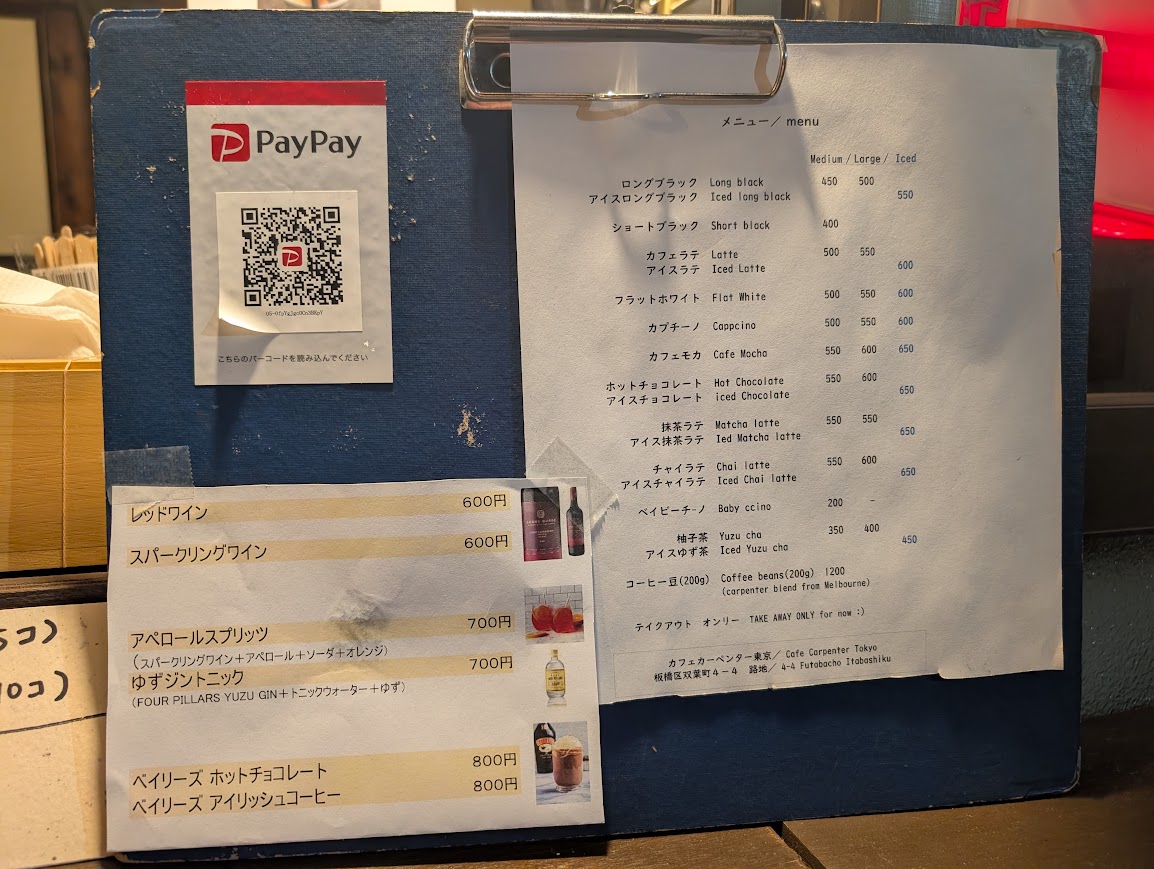 PayPay
こちらのバーコードを読み込んでください
メニュー／ menu
Medium / Large / Iced
ロングブラック Long black 450 500
アイスロングブラック Iced long black 550
ショートブラック Short black 400
カフェラテ Latte 500 550
アイスラテ Iced Latte 600
フラットホワイト Flat White 500 550 600
カプチーノ Cappcino 500 550 600
カフェモカ Cafe Mocha 550 600 650
ホットチョコレート Hot Chocolate 550 600
アイスチョコレート iced Chocolate 650
抹茶ラテ Matcha latte 550 550
アイス抹茶ラテ Ied Matcha latte 650
チャイラテ Chai latte 550 600
アイスチャイラテ Iced Chai latte 650
ベイビーチーノ Baby ccino 200 -
柚子茶 Yuzu cha 350 400
アイスゆず茶 Iced Yuzu cha 450
コーヒー豆(200g) Coffee beans(200g) 1200
(carpenter blend from Melbourne)
テイクアウト オンリー TAKE AWAY ONLY for now :)
カフェカーペンター東京／ Cafe Carpenter Tokyo
板橋区双葉町４－４ 路地／ 4-4 Futabacho Itabashiku
レッドワイン 600円
スパークリングワイン 600円
アペロールスプリッツ 700円
（スパークリングワイン＋アペロール＋ソーダ＋オレンジ）
ゆずジントニック 700円
（FOUR PILLARS YUZU GIN＋トニックウォーター＋ゆず）
ベイリーズ ホットチョコレート 800円
ベイリーズ アイリッシュコーヒー 800円
5コ)
10コ)